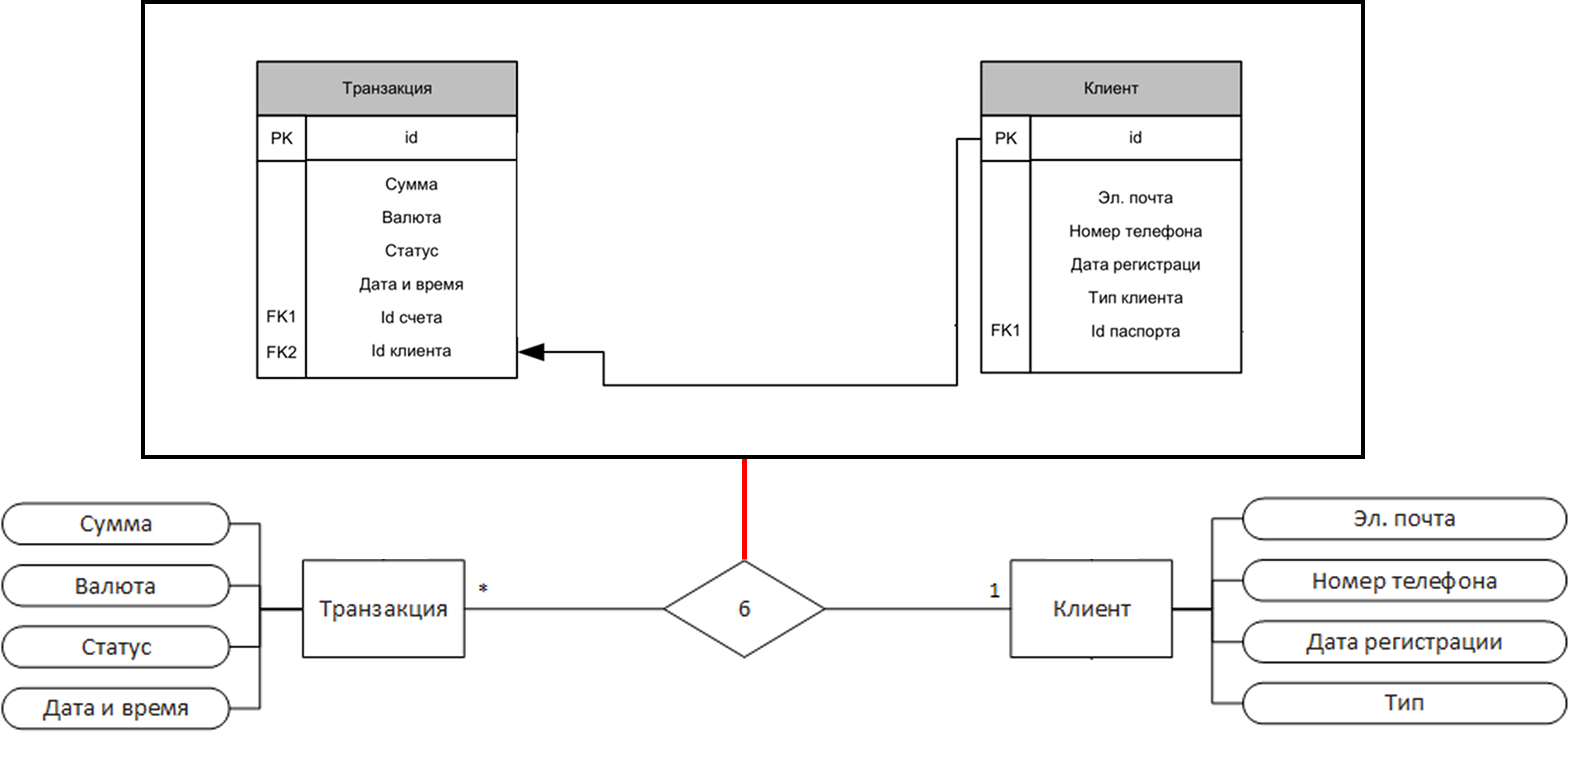 Транзакция
PK
id
Сумма
Валюта
Статус
Дата и время
FK1
Id счета
FK2
Id клиента
Клиент
PK
id
Эл. почта
Номер телефона
Дата регистраци
Тип клиента
FK1
Id паспорта
Сумма
Валюта
Статус
Дата и время
Транзакция
*
6
1
Клиент
Эл. почта
Номер телефона
Дата регистрации
Тип